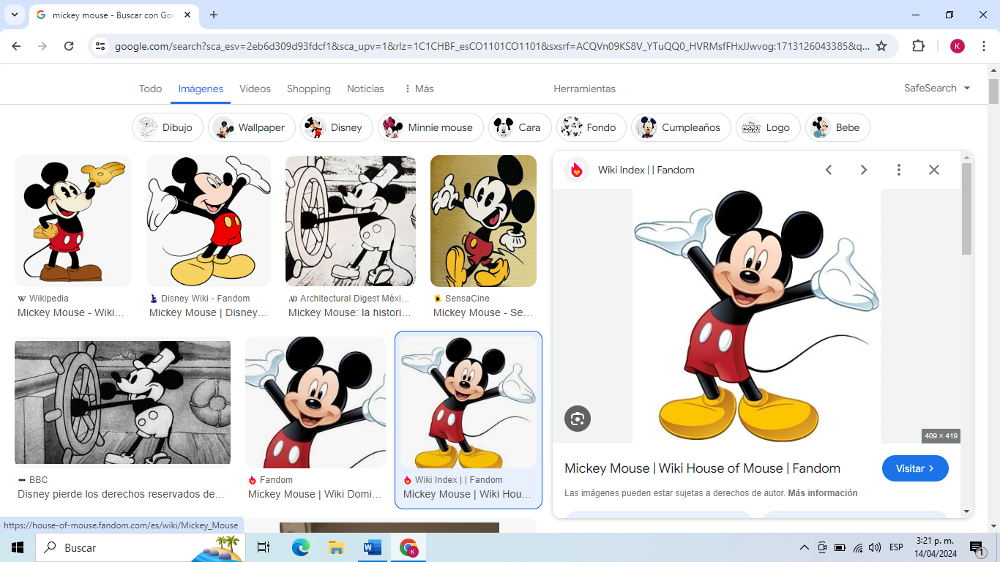 mickey mouse - Buscar con Goo
google.com/search?sca_esv=2eb6d309d93fdcf1&sca_upv=1&rlz=1C1CHBF_esCO1101CO1101&sxsrf=ACQVn09KS8V_YTuQQ0_HVRMsfFHxJJwvog:1713126043385&q...
K
Todo Imágenes Videos Shopping Noticias Más Herramientas SafeSearch
Dibujo Wallpaper Disney Minnie mouse Cara Fondo Cumpleaños Logo Bebe
Wikipedia
Mickey Mouse - Wiki...
Disney Wiki - Fandom
Mickey Mouse | Disney...
Architectural Digest Méxi...
Mickey Mouse: la histori...
SensaCine
Mickey Mouse - Se...
BBC
Disney pierde los derechos reservados de...
Fandom
Mickey Mouse | Wiki Domi...
Wiki Index | | Fandom
Mickey Mouse | Wiki Hou...
Wiki Index | | Fandom
409 × 419
Mickey Mouse | Wiki House of Mouse | Fandom
Visitar
Las imágenes pueden estar sujetas a derechos de autor. Más información
https://house-of-mouse.fandom.com/es/wiki/Mickey_Mouse
Buscar
ESP
3:21 p. m.
14/04/2024
1